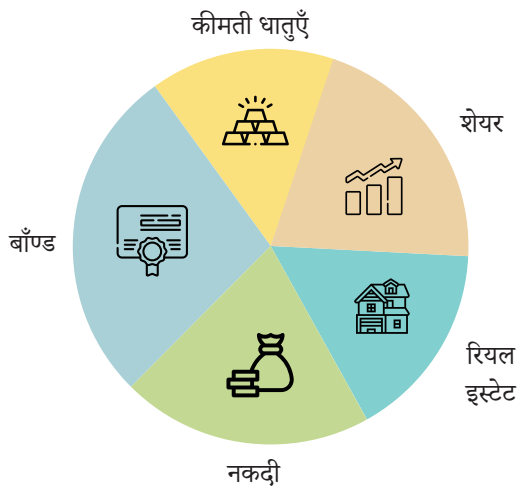 कीमती धातुएँ
शेयर
बॉंण्ड
रियल
इस्टेट
नकदी